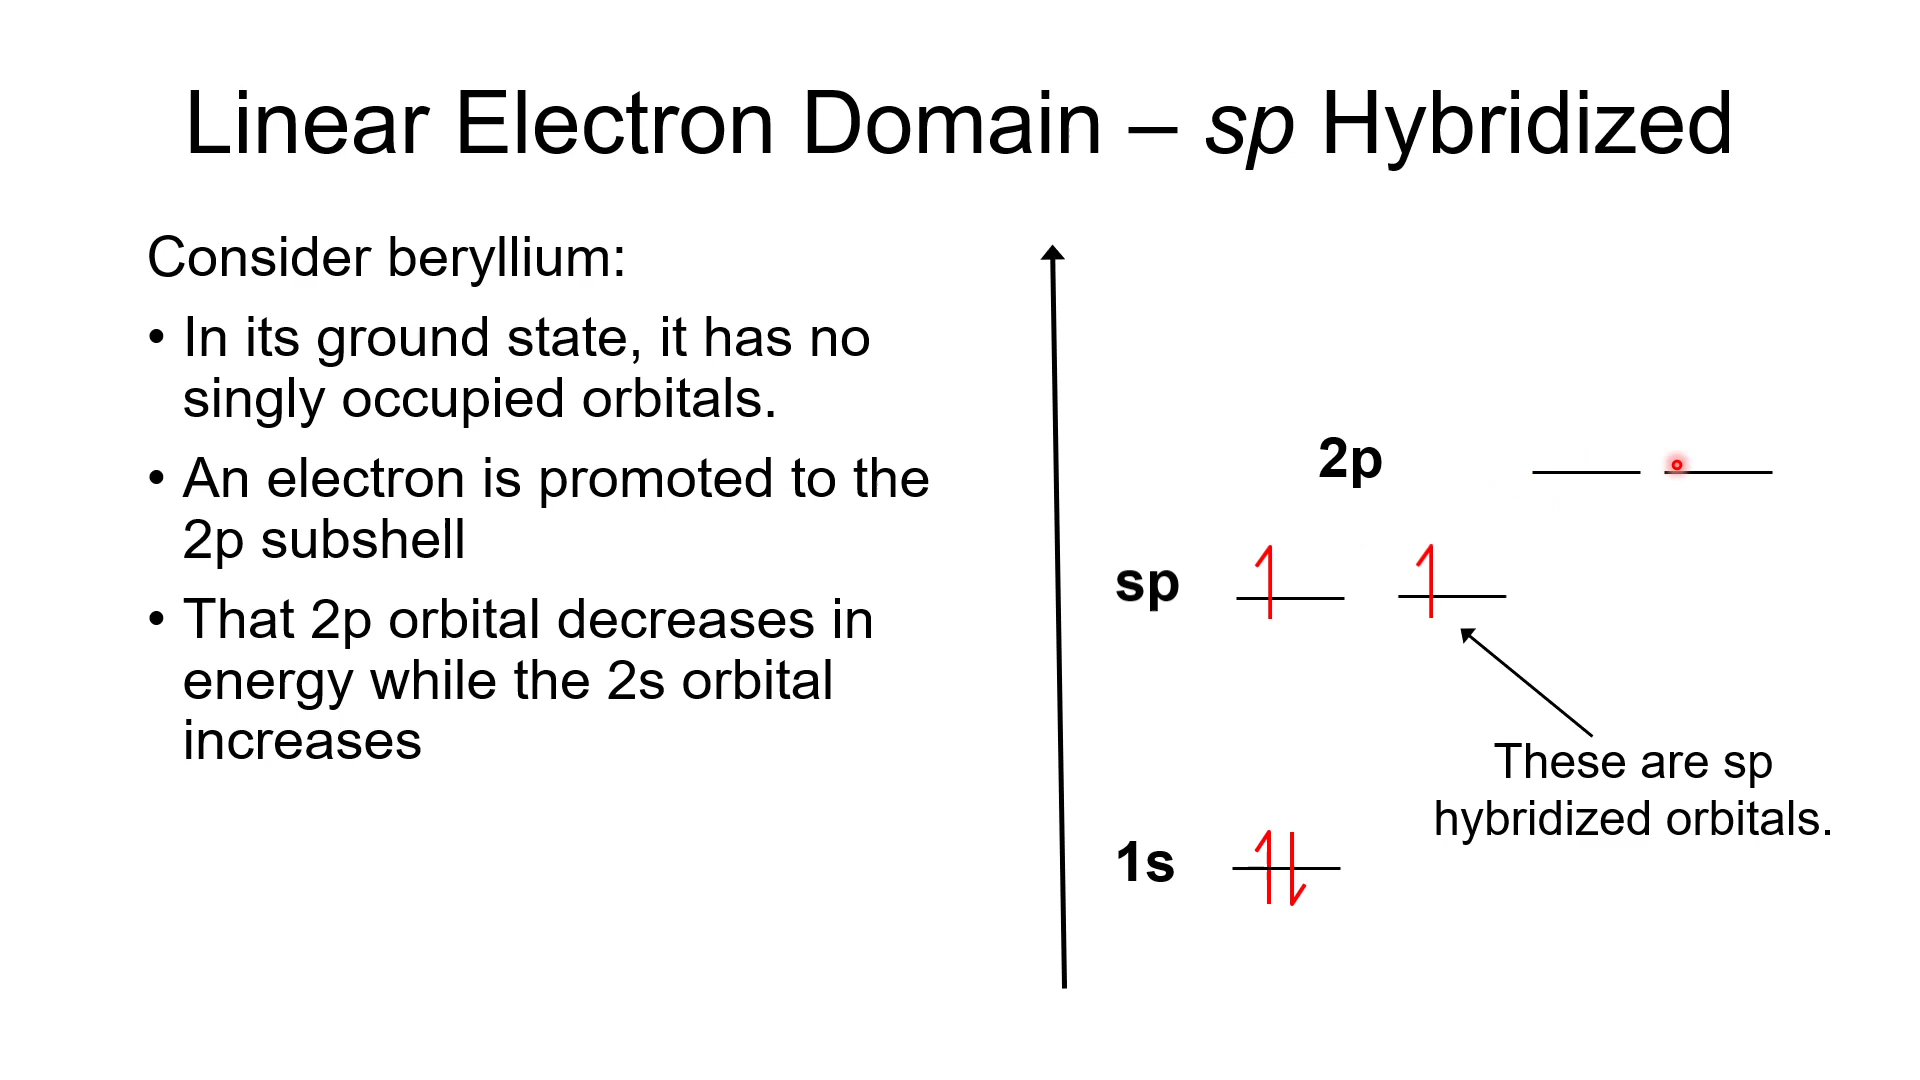 Linear Electron Domain – sp Hybridized
Consider beryllium:
• In its ground state, it has no
singly occupied orbitals.
• An electron is promoted to the
2p subshell
• That 2p orbital decreases in
energy while the 2s orbital
increases
2p
sp
These are sp
hybridized orbitals.
1s